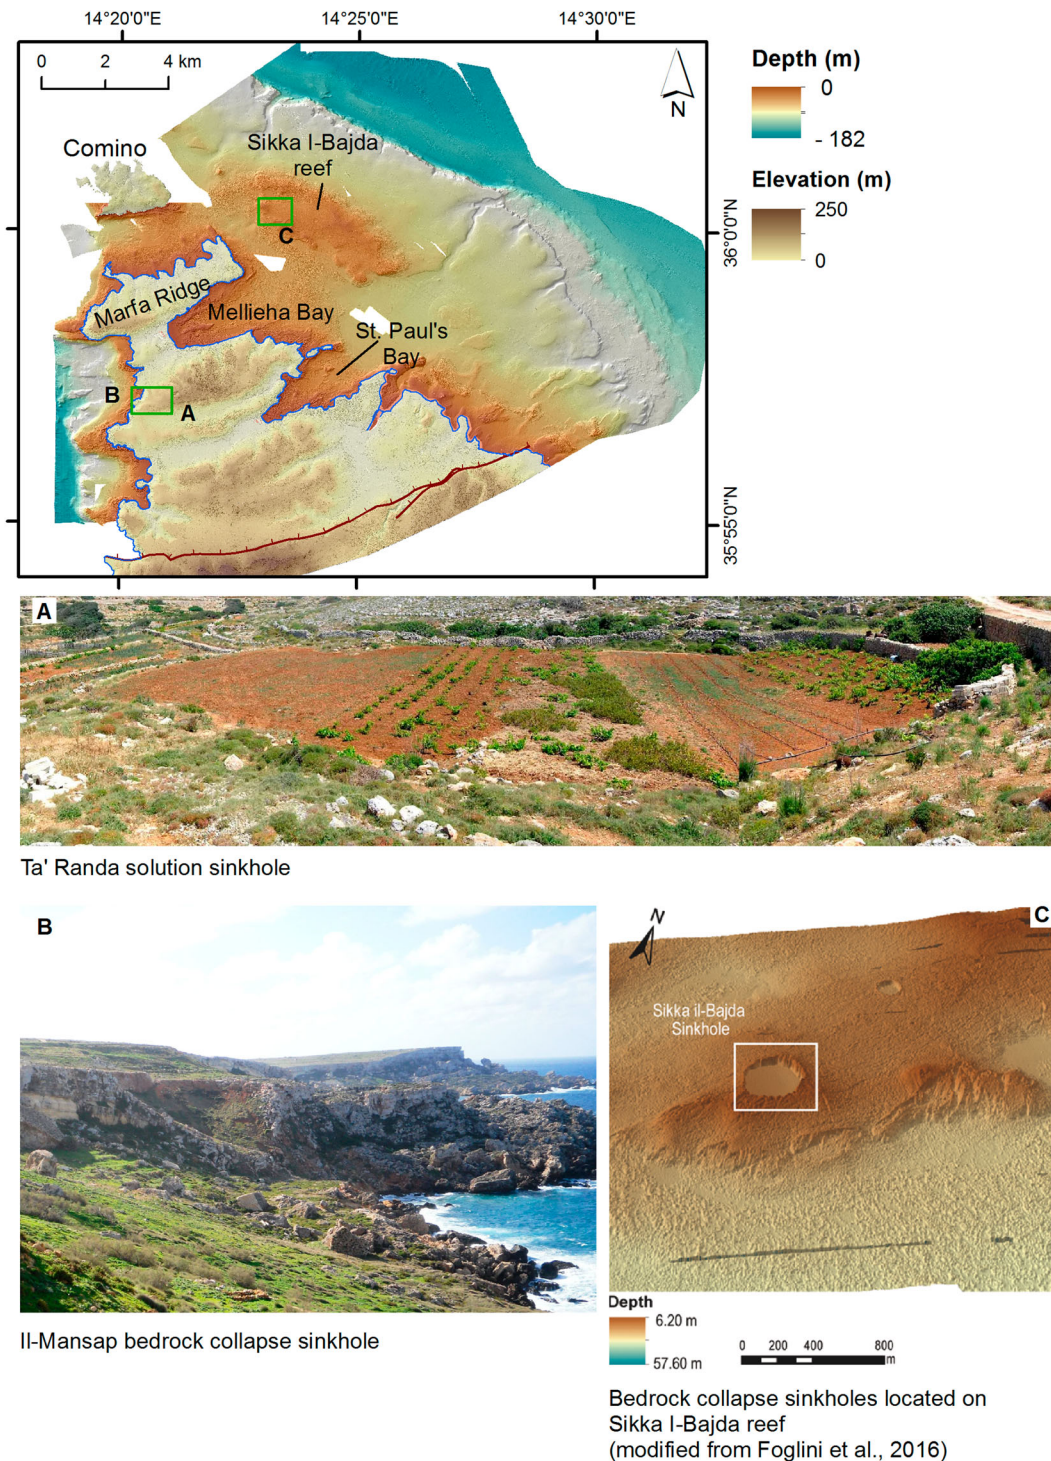 14°20'0"E
14°25'0"E
14°30'0"E
0 2 4 km
N
Comino
Sikka I-Bajda
reef
C
Marfa Ridge
Mellieha Bay
St. Paul's
Bay
B
A
36°0'0"N
35°55'0"N
Depth (m)
0
- 182
Elevation (m)
250
0
A
Ta' Randa solution sinkhole
B
Il-Mansap bedrock collapse sinkhole
C
N
Sikka il-Bajda
Sinkhole
Depth
6.20 m
57.60 m
0 200 400 800
m
Bedrock collapse sinkholes located on
Sikka I-Bajda reef
(modified from Foglini et al., 2016)